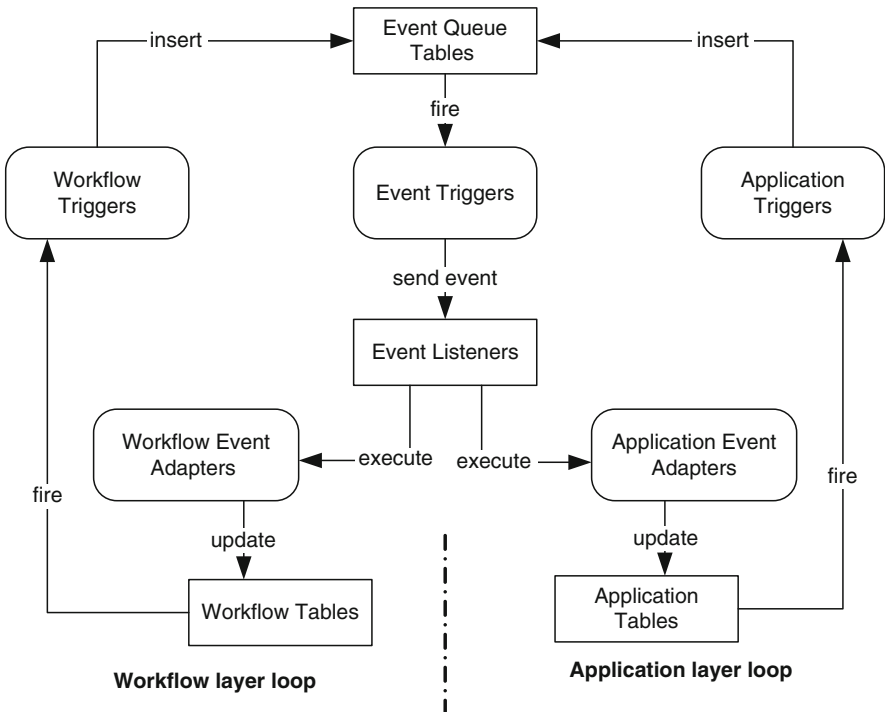 insert
Event Queue
Tables
insert
fire
Workflow
Triggers
Event Triggers
Application
Triggers
send event
Event Listeners
Workflow Event
Adapters
execute
execute
Application Event
Adapters
fire
fire
update
update
Workflow Tables
Application
Tables
Workflow layer loop
Application layer loop